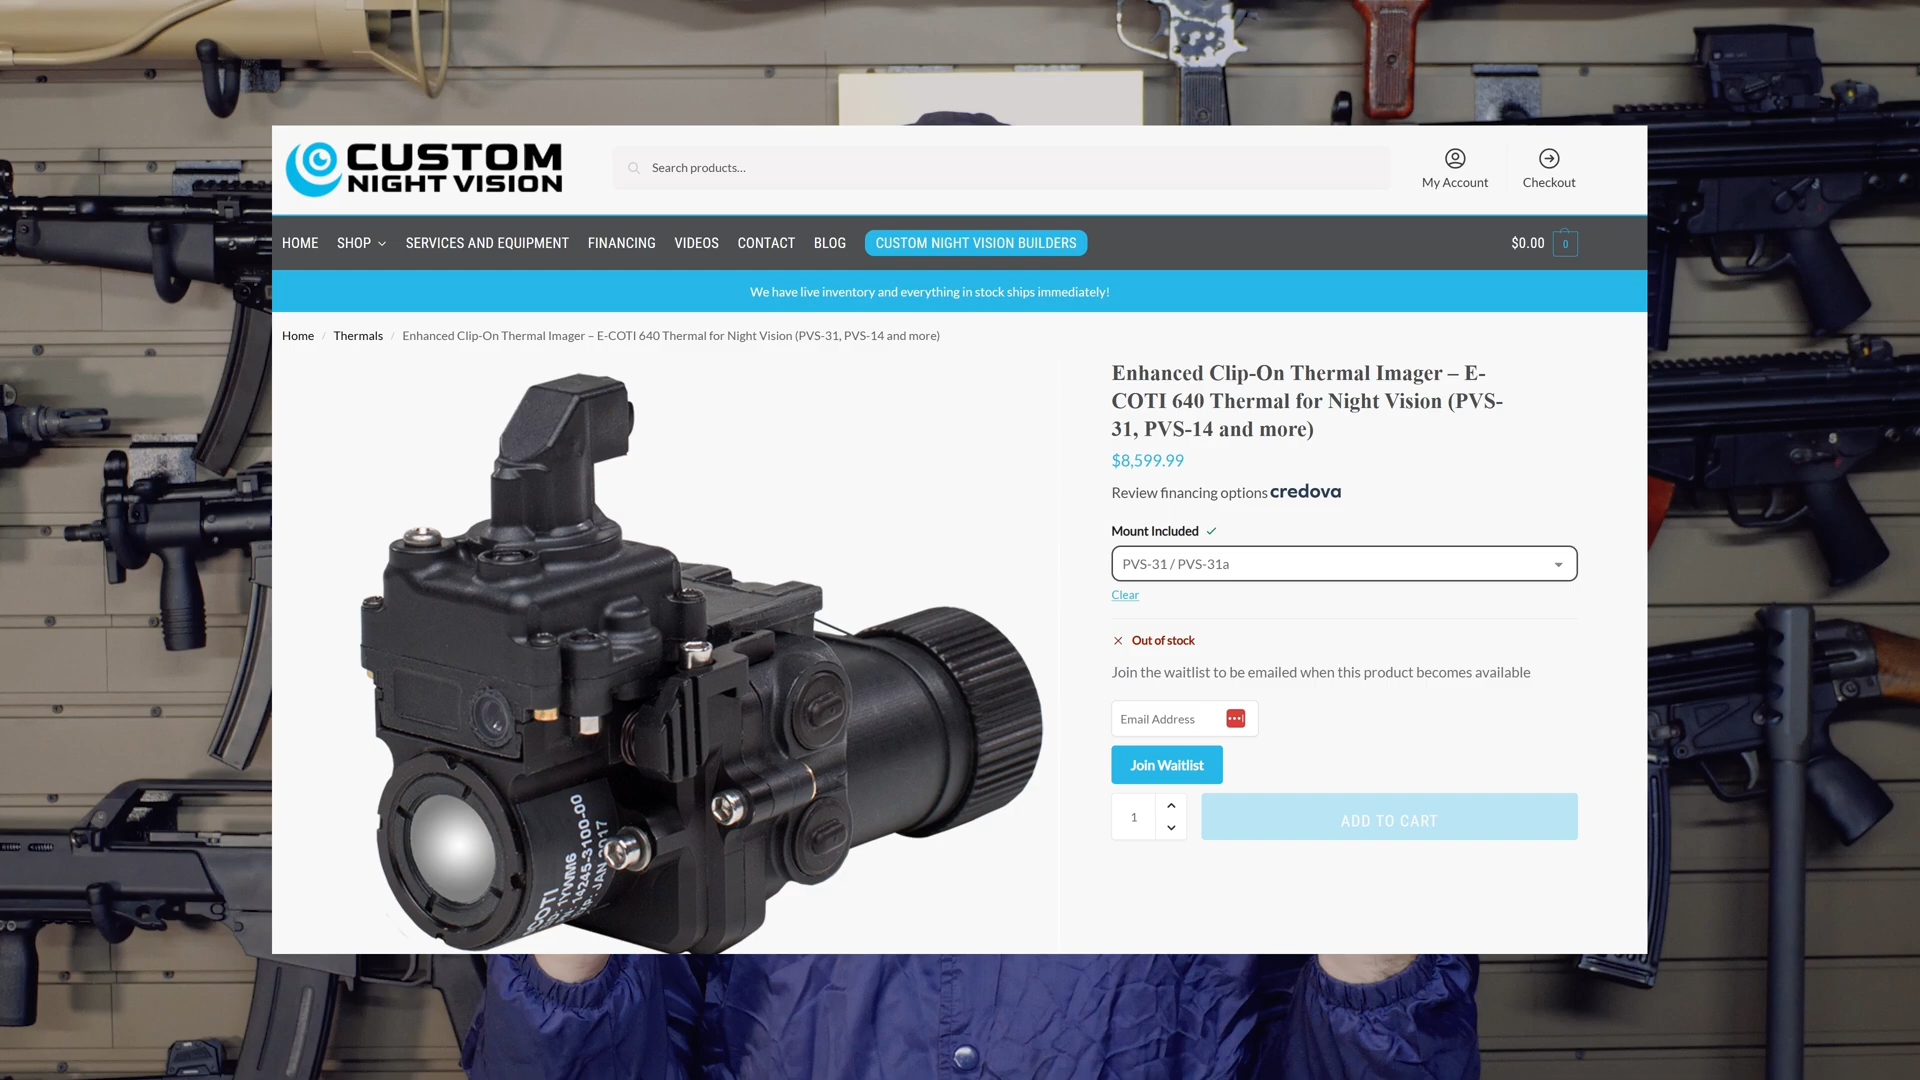 CUSTOM
NIGHT VISION
Search products...
My Account
Checkout
HOME
SHOP
SERVICES AND EQUIPMENT
FINANCING
VIDEOS
CONTACT
BLOG
CUSTOM NIGHT VISION BUILDERS
$0.00
0
We have live inventory and everything in stock ships immediately!
Home / Thermals / Enhanced Clip-On Thermal Imager – E-COTI 640 Thermal for Night Vision (PVS-31, PVS-14 and more)
Enhanced Clip-On Thermal Imager – E-
COTI 640 Thermal for Night Vision (PVS-
31, PVS-14 and more)
$8,599.99
Review financing options credova
Mount Included
PVS-31 / PVS-31a
Clear
Out of stock
Join the waitlist to be emailed when this product becomes available
Email Address
Join Waitlist
1
ADD TO CART
COTI
1YWM6
14245-3100-00